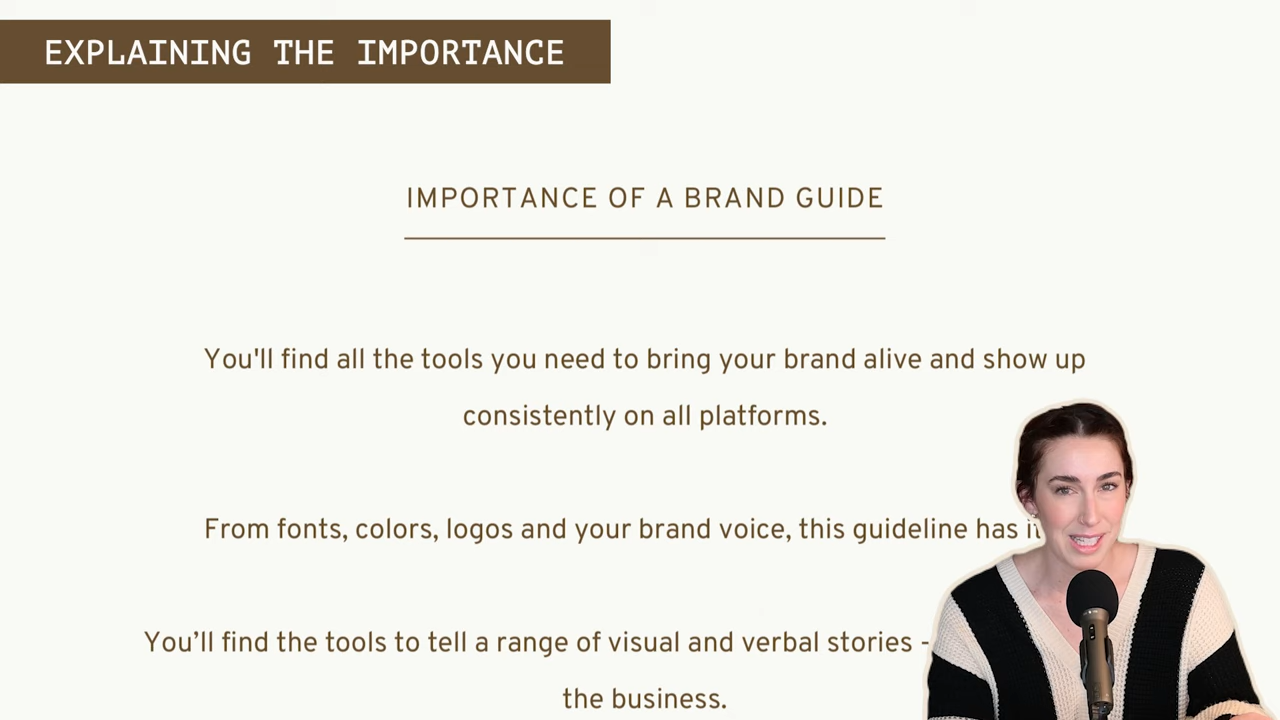 EXPLAINING THE IMPORTANCE
IMPORTANCE OF A BRAND GUIDE
You'll find all the tools you need to bring your brand alive and show up
consistently on all platforms.
From fonts, colors, logos and your brand voice, this guideline has
You’ll find the tools to tell a range of visual and verbal stories -
the business.